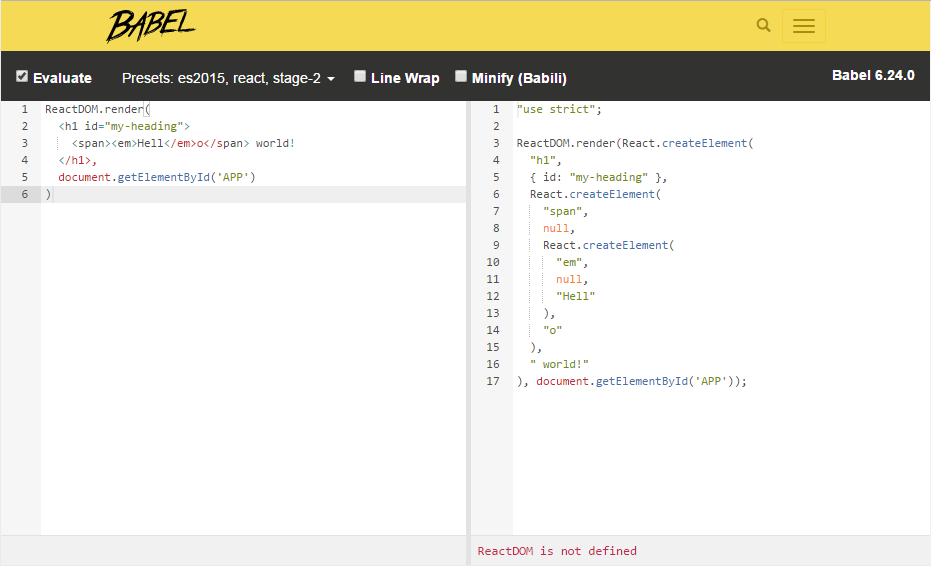 BABEL
Evaluate Presets: es2015, react, stage-2 Line Wrap Minify (Babili) Babel 6.24.0
1 ReactDOM.render(
2 <h1 id="my-heading">
3 <span><em>Hell</em>o</span> world!
4 </h1>,
5 document.getElementById('APP')
6 )
1 "use strict";
2
3 ReactDOM.render(React.createElement(
4 "h1",
5 { id: "my-heading" },
6 React.createElement(
7 "span",
8 null,
9 React.createElement(
10 "em",
11 null,
12 "Hell"
13 ),
14 "o"
15 ),
16 " world!"
17 ), document.getElementById('APP'));
ReactDOM is not defined